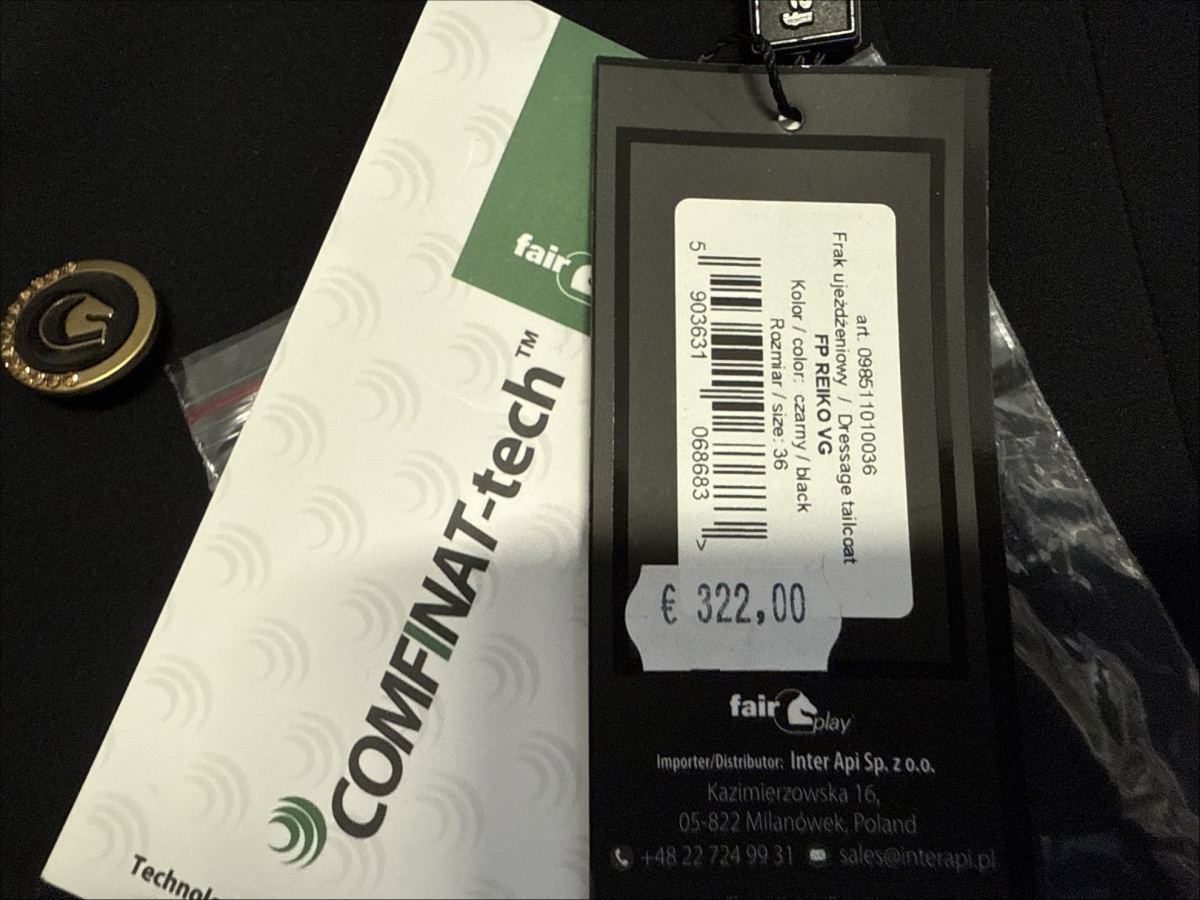 fair
COMFINAT-tech™
art. 098511010036
Frak ujeżdżeniowy / Dressage tailcoat
FP REIKO VG
Kolor / color: czarny / black
Rozmiar / size: 36
5 903631 068683 >
€ 322,00
fair play
Importer/Distributor: Inter Api Sp. z o.o.
Kazimierzowska 16,
05-822 Milanówek, Poland
+48 22 724 99 31 sales@interapi.pl